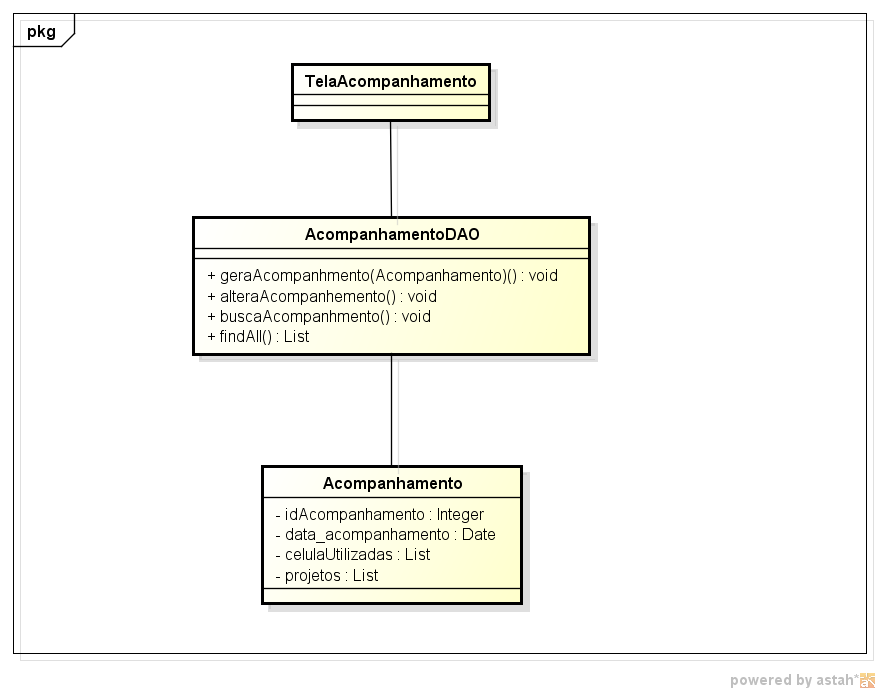 pkg
TelaAcompanhamento
AcompanhamentoDAO
+ geraAcompanhmento(Acompanhamento)() : void
+ alteraAcompanhemento() : void
+ buscaAcompanhmento() : void
+ findAll() : List
Acompanhamento
- idAcompanhamento : Integer
- data_acompanhamento : Date
- celulaUtilizadas : List
- projetos : List
powered by astah*